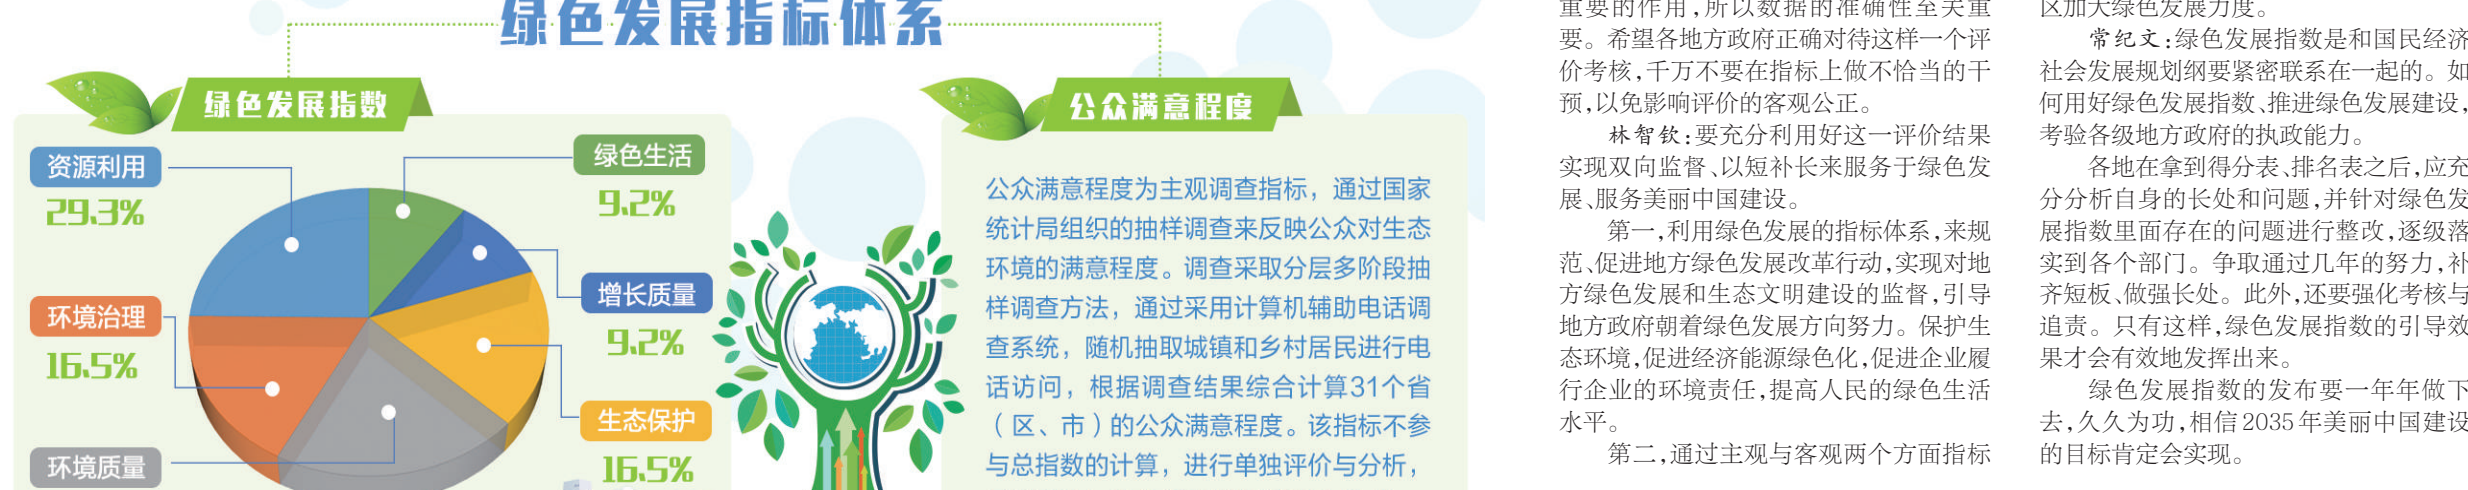 绿色发展指标体系
绿色发展指数
资源利用
29.3%
环境治理
16.5%
环境质量
绿色生活
9.2%
增长质量
9.2%
生态保护
16.5%
公众满意程度
公众满意程度为主观调查指标，通过国家
统计局组织的抽样调查来反映公众对生态
环境的满意程度。调查采取分层多阶段抽
样调查方法，通过采用计算机辅助电话调
查系统，随机抽取城镇和乡村居民进行电
话访问，根据调查结果综合计算31个省
（区、市）的公众满意程度。该指标不参
与总指数的计算，进行单独评价与分析，
重要的作用,所以数据的准确性至关重
要。希望各地方政府正确对待这样一个评
价考核,千万不要在指标上做不恰当的干
预,以免影响评价的客观公正。
林智钦:要充分利用好这一评价结果
实现双向监督、以短补长来服务于绿色发
展、服务美丽中国建设。
第一,利用绿色发展的指标体系,来规
范、促进地方绿色发展改革行动,实现对地
方绿色发展和生态文明建设的监督,引导
地方政府朝着绿色发展方向努力。保护生
态环境,促进经济能源绿色化,促进企业履
行企业的环境责任,提高人民的绿色生活
水平。
第二,通过主观与客观两个方面指标
区加大绿色发展力度。
常纪文:绿色发展指数是和国民经济
社会发展规划纲要紧密联系在一起的。如
何用好绿色发展指数、推进绿色发展建设,
考验各级地方政府的执政能力。
各地在拿到得分表、排名表之后,应充
分分析自身的长处和问题,并针对绿色发
展指数里面存在的问题进行整改,逐级落
实到各个部门。争取通过几年的努力,补
齐短板、做强长处。此外,还要强化考核与
追责。只有这样,绿色发展指数的引导效
果才会有效地发挥出来。
绿色发展指数的发布要一年年做下
去,久久为功,相信2035年美丽中国建设
的目标肯定会实现。